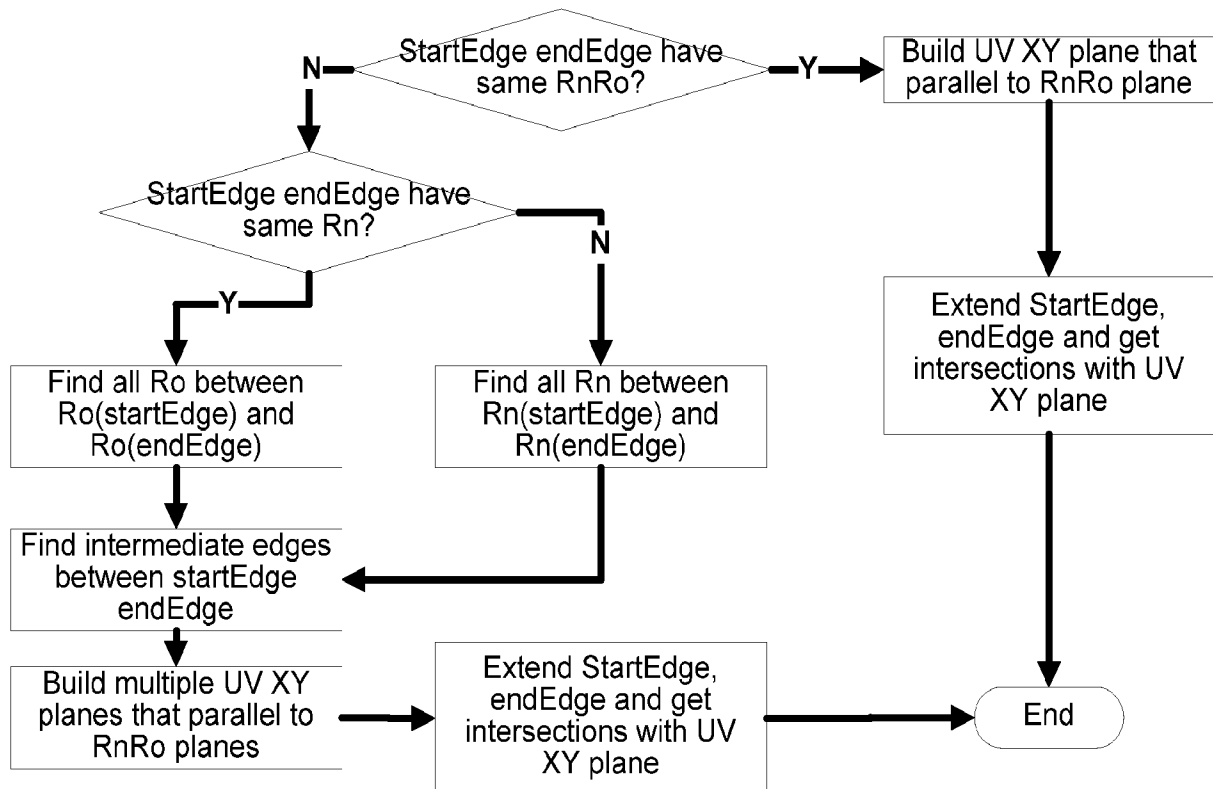 StartEdge endEdge have
same RnRo?
N
Y
Build UV XY plane that
parallel to RnRo plane
StartEdge endEdge have
same Rn?
N
Y
Extend StartEdge,
endEdge and get
intersections with UV
XY plane
Find all Ro between
Ro(startEdge) and
Ro(endEdge)
Find all Rn between
Rn(startEdge) and
Rn(endEdge)
Find intermediate edges
between startEdge
endEdge
Build multiple UV XY
planes that parallel to
RnRo planes
Extend StartEdge,
endEdge and get
intersections with UV
XY plane
End